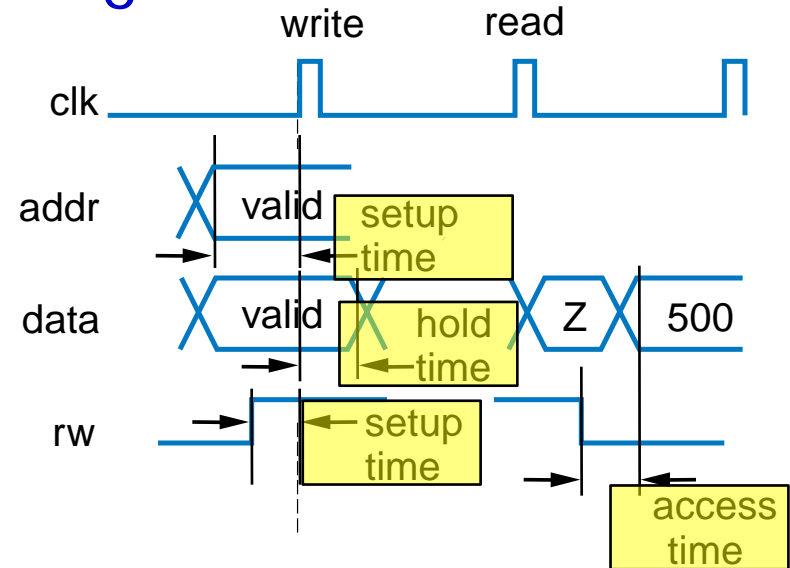 write read
clk
addr valid setup
time
data valid hold Z 500
time
rw setup
time
access
time